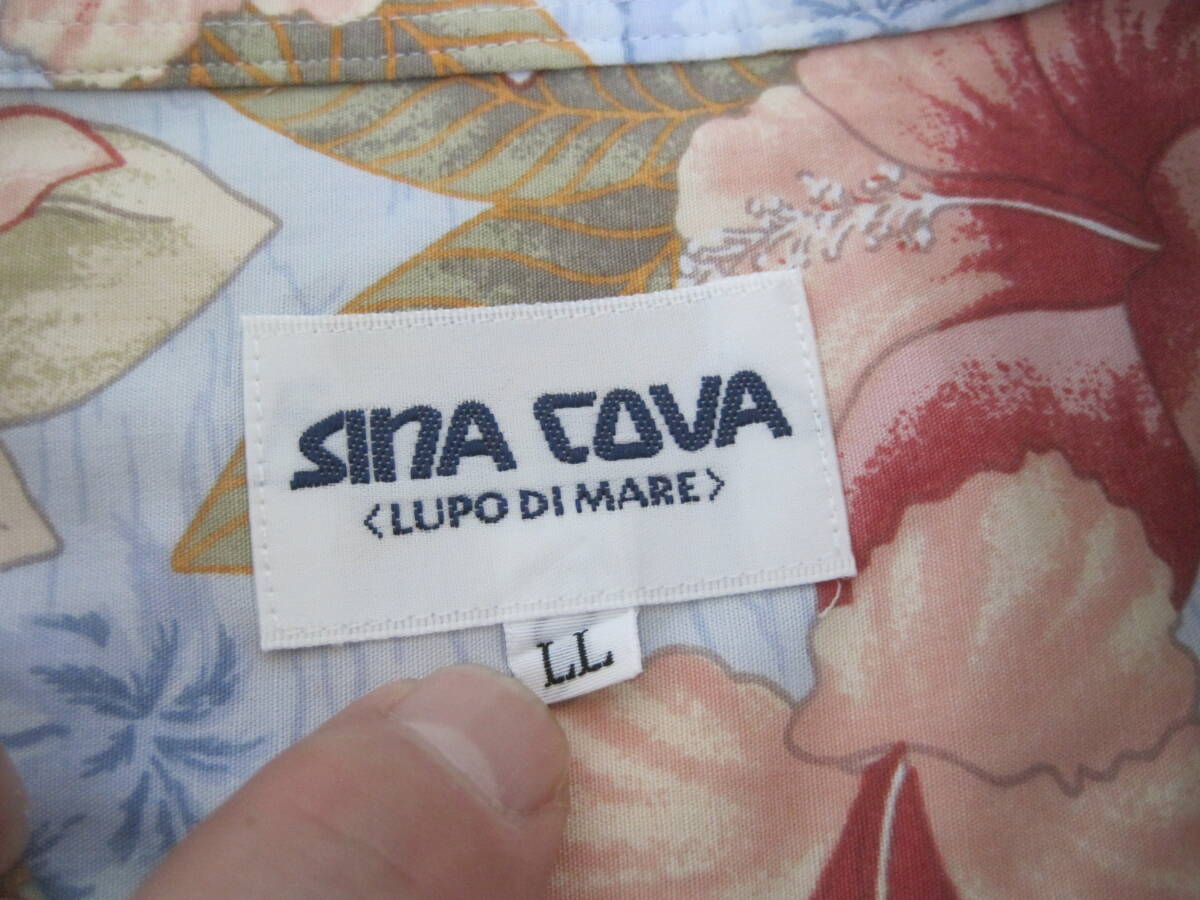 SINA COVA
<LUPO DI MARE>
LL